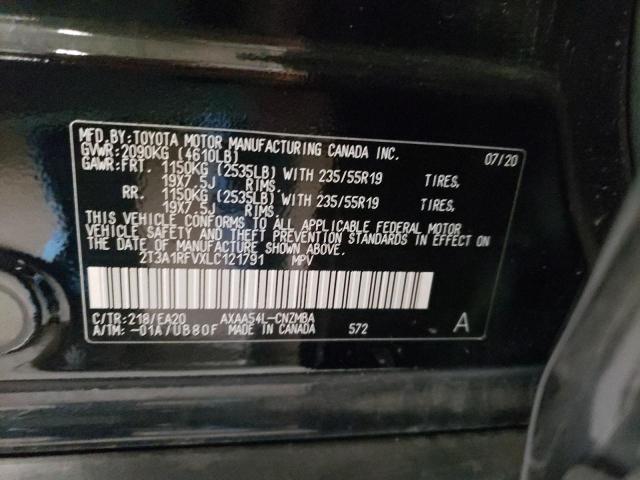 MFD.BY:TOYOTA MOTOR MANUFACTURING CANADA INC.
GVWR:2090KG (4610LB) 07/20
GAWR:FRT. 1150KG (2535LB) WITH 235/55R19 TIRES,
19X7.5J RIMS.
RR. 1150KG (2535LB) WITH 235/55R19 TIRES,
19X7.5J RIMS.
THIS VEHICLE CONFORMS TO ALL APPLICABLE FEDERAL MOTOR
VEHICLE SAFETY AND THEFT PREVENTION STANDARDS IN EFFECT ON
THE DATE OF MANUFACTURE SHOWN ABOVE.
2T3A1RFVXLC121791 MPV
C/TR:218/EA20 AXAA54L-CNZMBA
A/TM:-01A/UB80F MADE IN CANADA 572 A